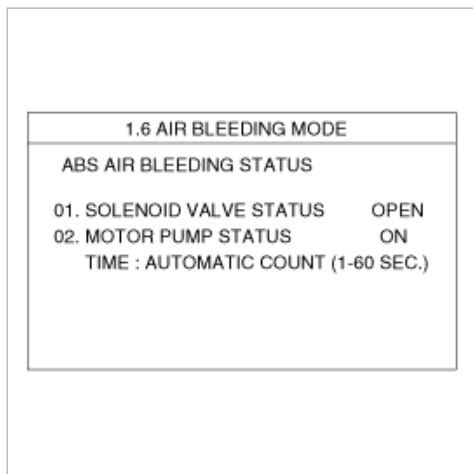 1.6 AIR BLEEDING MODE
ABS AIR BLEEDING STATUS
01. SOLENOID VALVE STATUS OPEN
02. MOTOR PUMP STATUS ON
TIME : AUTOMATIC COUNT (1-60 SEC.)